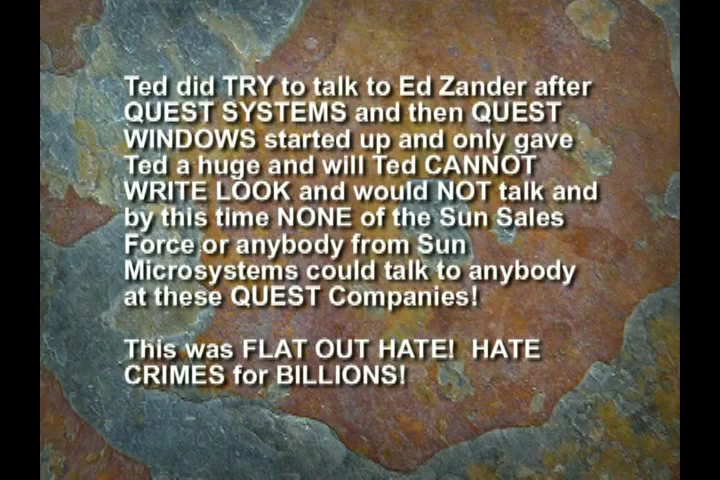 Ted did TRY to talk to Ed Zander after
QUEST SYSTEMS and then QUEST
WINDOWS started up and only gave
Ted a huge and will Ted CANNOT
WRITE LOOK and would NOT talk and
by this time NONE of the Sun Sales
Force or anybody from Sun
Microsystems could talk to anybody
at these QUEST Companies!
This was FLAT OUT HATE!  HATE
CRIMES for BILLIONS!